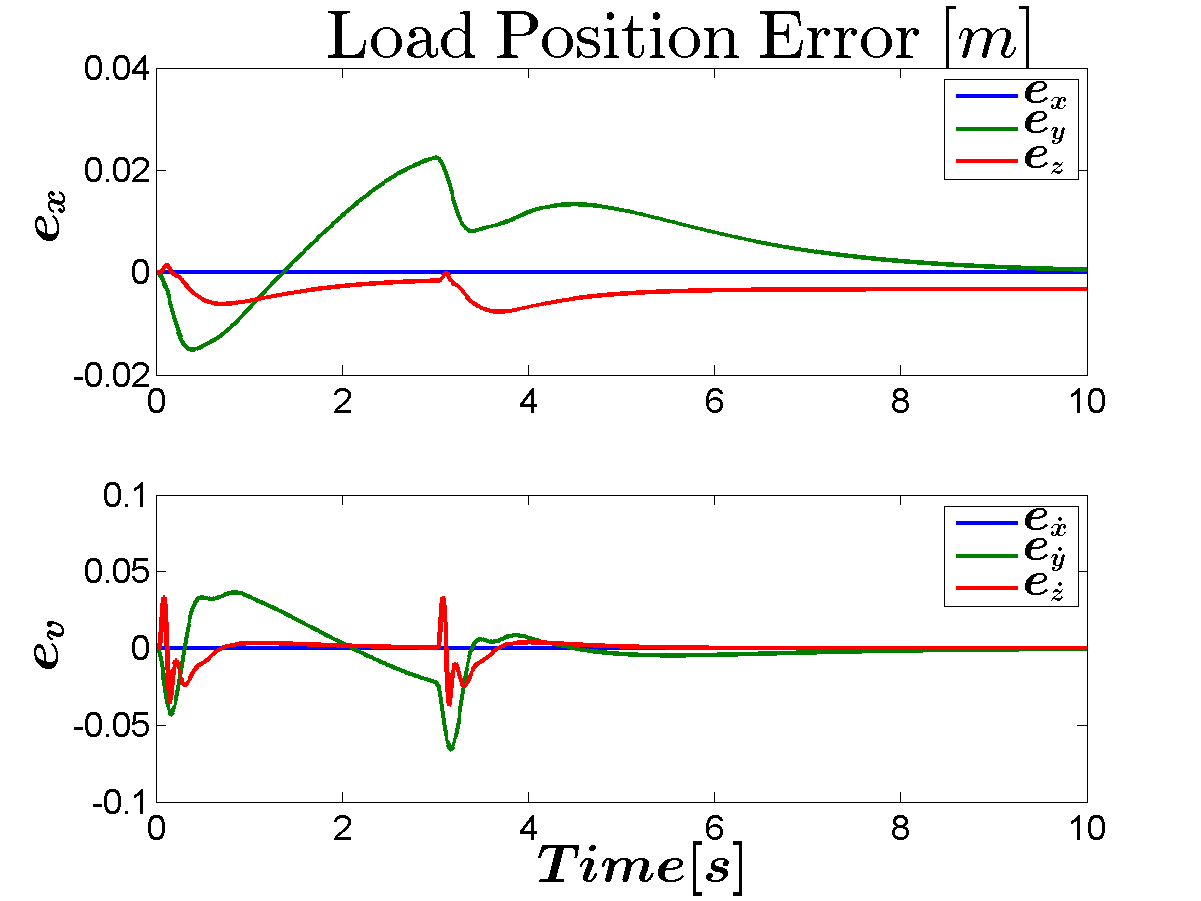 Load Position Error [m]
0.04
0.02
0
-0.02
e_x
e_x
e_y
e_z
0 2 4 6 8 10
0.1
0.05
0
-0.05
-0.1
e_v
e_ẋ
e_ẏ
e_ż
0 2 4 6 8 10
Time[s]